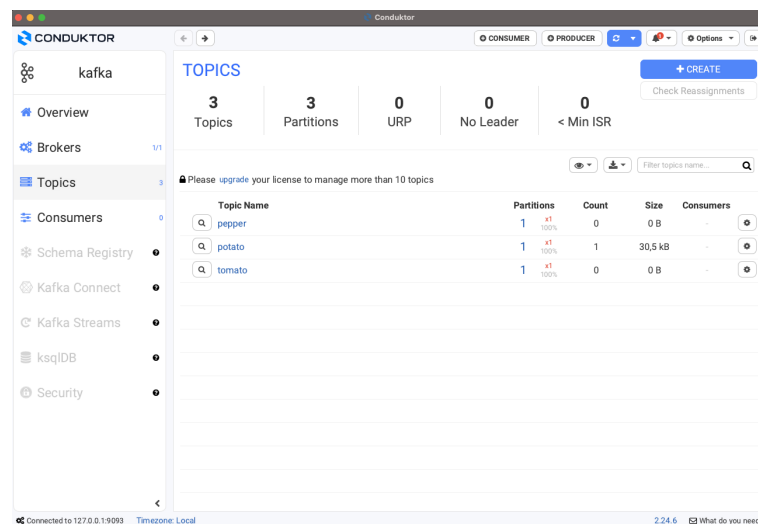 Conduktor
CONDUKTOR
CONSUMER PRODUCER Options
kafka
Overview
Brokers 1/1
Topics 3
Consumers 0
Schema Registry
Kafka Connect
Kafka Streams
ksqlDB
Security
TOPICS
+ CREATE
Check Reassignments
3 3 0 0 0
Topics Partitions URP No Leader < Min ISR
Filter topics name...
Please upgrade your license to manage more than 10 topics
Topic Name Partitions Count Size Consumers
pepper 1 x1 100% 0 0 B -
potato 1 x1 100% 1 30,5 kB -
tomato 1 x1 100% 0 0 B -
Connected to 127.0.0.1:9093 Timezone: Local 2.24.6 What do you need